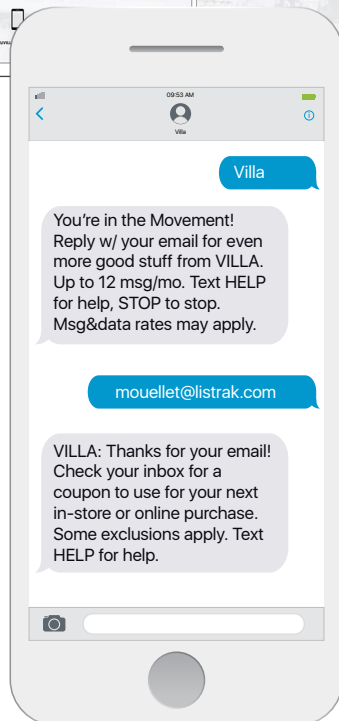 09:53 AM
Villa
Villa
You're in the Movement!
Reply w/ your email for even
more good stuff from VILLA.
Up to 12 msg/mo. Text HELP
for help, STOP to stop.
Msg&data rates may apply.
mouellet@listrak.com
VILLA: Thanks for your email!
Check your inbox for a
coupon to use for your next
in-store or online purchase.
Some exclusions apply. Text
HELP for help.